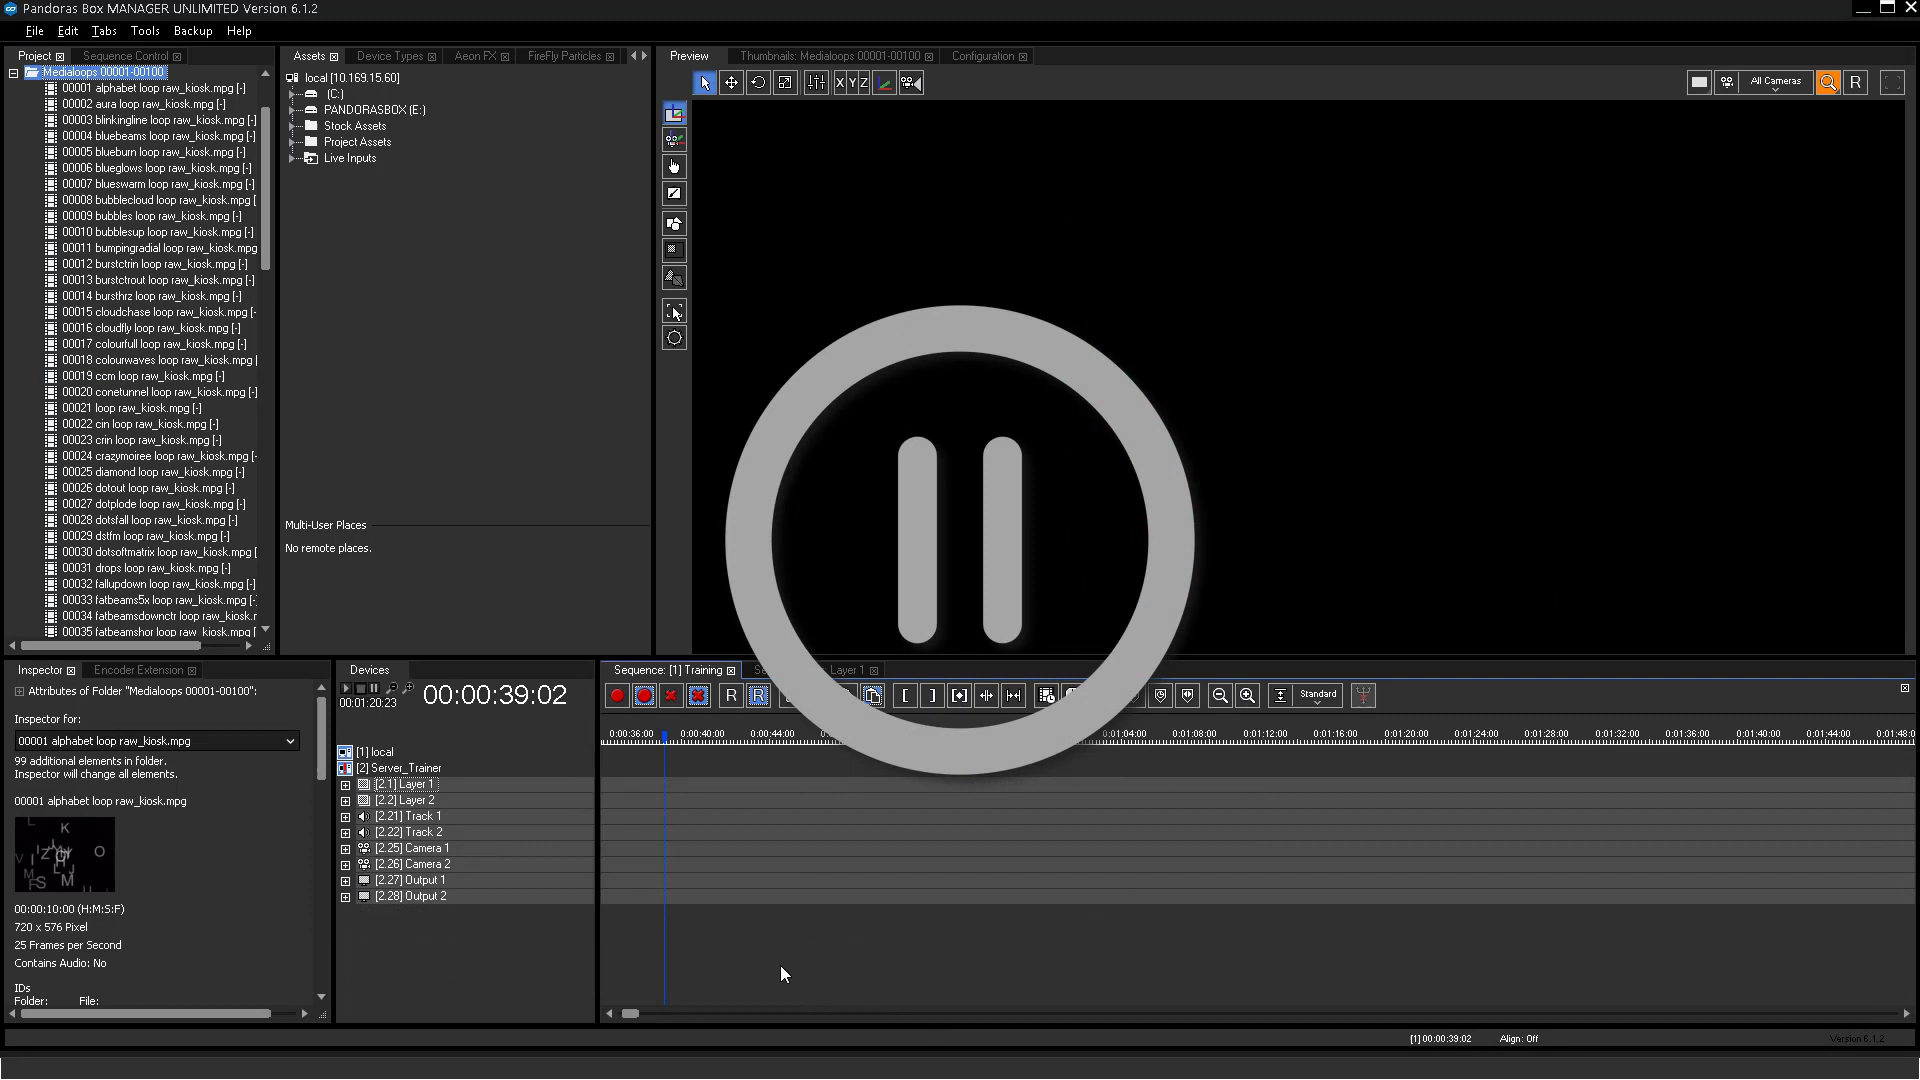 Pandoras Box MANAGER UNLIMITED Version 6.1.2
File Edit Tabs Tools Backup Help
Project Sequence Control
Medialoops 00001-00100
00001 alphabet loop raw_kiosk.mpg [-]
00002 aura loop raw_kiosk.mpg [-]
00003 blinkingline loop raw_kiosk.mpg [-]
00004 bluebeams loop raw_kiosk.mpg [-]
00005 blueburn loop raw_kiosk.mpg [-]
00006 blueglows loop raw_kiosk.mpg [-]
00007 blueswarm loop raw_kiosk.mpg [-]
00008 bubblecloud loop raw_kiosk.mpg [
00009 bubbles loop raw_kiosk.mpg [-]
00010 bubblesup loop raw_kiosk.mpg [-]
00011 bumpingradial loop raw_kiosk.mpg
00012 burstctrin loop raw_kiosk.mpg [-]
00013 burstctrout loop raw_kiosk.mpg [-]
00014 bursthrz loop raw_kiosk.mpg [-]
00015 cloudchase loop raw_kiosk.mpg [-
00016 cloudfly loop raw_kiosk.mpg [-]
00017 colourfull loop raw_kiosk.mpg [-]
00018 colourwaves loop raw_kiosk.mpg [
00019 ccm loop raw_kiosk.mpg [-]
00020 conetunnel loop raw_kiosk.mpg [-]
00021 loop raw_kiosk.mpg [-]
00022 cin loop raw_kiosk.mpg [-]
00023 crin loop raw_kiosk.mpg [-]
00024 crazymoiree loop raw_kiosk.mpg [-
00025 diamond loop raw_kiosk.mpg [-]
00026 dotout loop raw_kiosk.mpg [-]
00027 dotplode loop raw_kiosk.mpg [-]
00028 dotsfall loop raw_kiosk.mpg [-]
00029 dstfm loop raw_kiosk.mpg [-]
00030 dotsoftmatrix loop raw_kiosk.mpg [
00031 drops loop raw_kiosk.mpg [-]
00032 fallupdown loop raw_kiosk.mpg [-]
00033 fatbeams5x loop raw_kiosk.mpg [-
00034 fatbeamsdownctr loop raw_kiosk.r
00035 fatbeamshor loop raw_kiosk.mpg [
Assets Device Types Aeon FX FireFly Particles
local [10.169.15.60]
(C:)
PANDORASBOX (E:)
Stock Assets
Project Assets
Live Inputs
Multi-User Places
No remote places.
Preview Thumbnails: Medialoops 00001-00100 Configuration
X Y Z
All Cameras R
Inspector Encoder Extension
Attributes of Folder "Medialoops 00001-00100":
Inspector for:
00001 alphabet loop raw_kiosk.mpg
99 additional elements in folder.
Inspector will change all elements.
00001 alphabet loop raw_kiosk.mpg
00:00:10:00 (H:M:S:F)
720 x 576 Pixel
25 Frames per Second
Contains Audio: No
IDs
Folder: File:
Devices
00:01:20:23 00:00:39:02
[1] local
[2] Server_Trainer
[2.1] Layer 1
[2.2] Layer 2
[2.21] Track 1
[2.22] Track 2
[2.25] Camera 1
[2.26] Camera 2
[2.27] Output 1
[2.28] Output 2
Sequence: [1] Training Layer 1
R R Standard
0:00:36:00 0:00:40:00 0:00:44:00 0:01:04:00 0:01:08:00 0:01:12:00 0:01:16:00 0:01:20:00 0:01:24:00 0:01:28:00 0:01:32:00 0:01:36:00 0:01:40:00 0:01:44:00 0:01:48:0
[1] 00:00:39:02 Align: Off Version 6.1.2